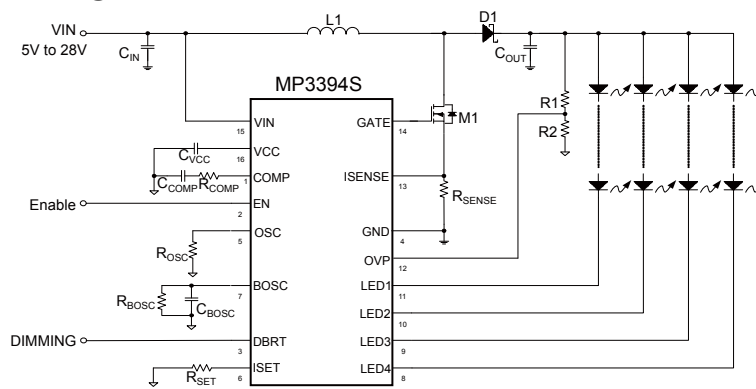 L1
D1
VIN
5V to 28V
CIN
COUT
MP3394S
R1
R2
M1
VIN
15
GATE
14
VCC
16
CVCC
COMP
1
CCOMP
RCOMP
ISENSE
13
RSENSE
Enable
EN
2
OSC
5
ROSC
GND
4
OVP
12
BOSC
7
RBOSC
CBOSC
LED1
11
LED2
10
DIMMING
DBRT
3
LED3
9
ISET
6
RSET
LED4
8